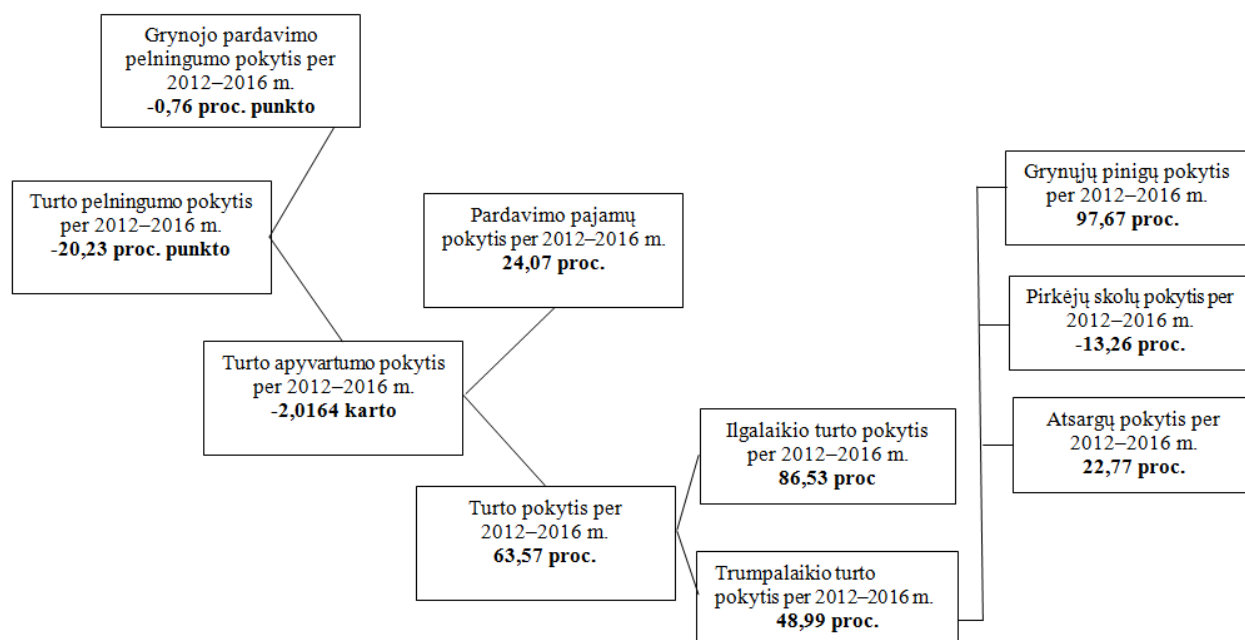 Grynojo pardavimo
pelningumo pokytis per
2012–2016 m.
-0,76 proc. punkto
Turto pelningumo pokytis
per 2012–2016 m.
-20,23 proc. punkto
Pardavimo pajamų
pokytis per 2012–2016 m.
24,07 proc.
Turto apyvartumo pokytis
per 2012–2016 m.
-2,0164 karto
Turto pokytis per
2012–2016 m.
63,57 proc.
Ilgalaikio turto pokytis
per 2012–2016 m.
86,53 proc
Trumpalaikio turto
pokytis per 2012–2016 m.
48,99 proc.
Grynųjų pinigų pokytis
per 2012–2016 m.
97,67 proc.
Pirkėjų skolų pokytis per
2012–2016 m.
-13,26 proc.
Atsargų pokytis per
2012–2016 m.
22,77 proc.